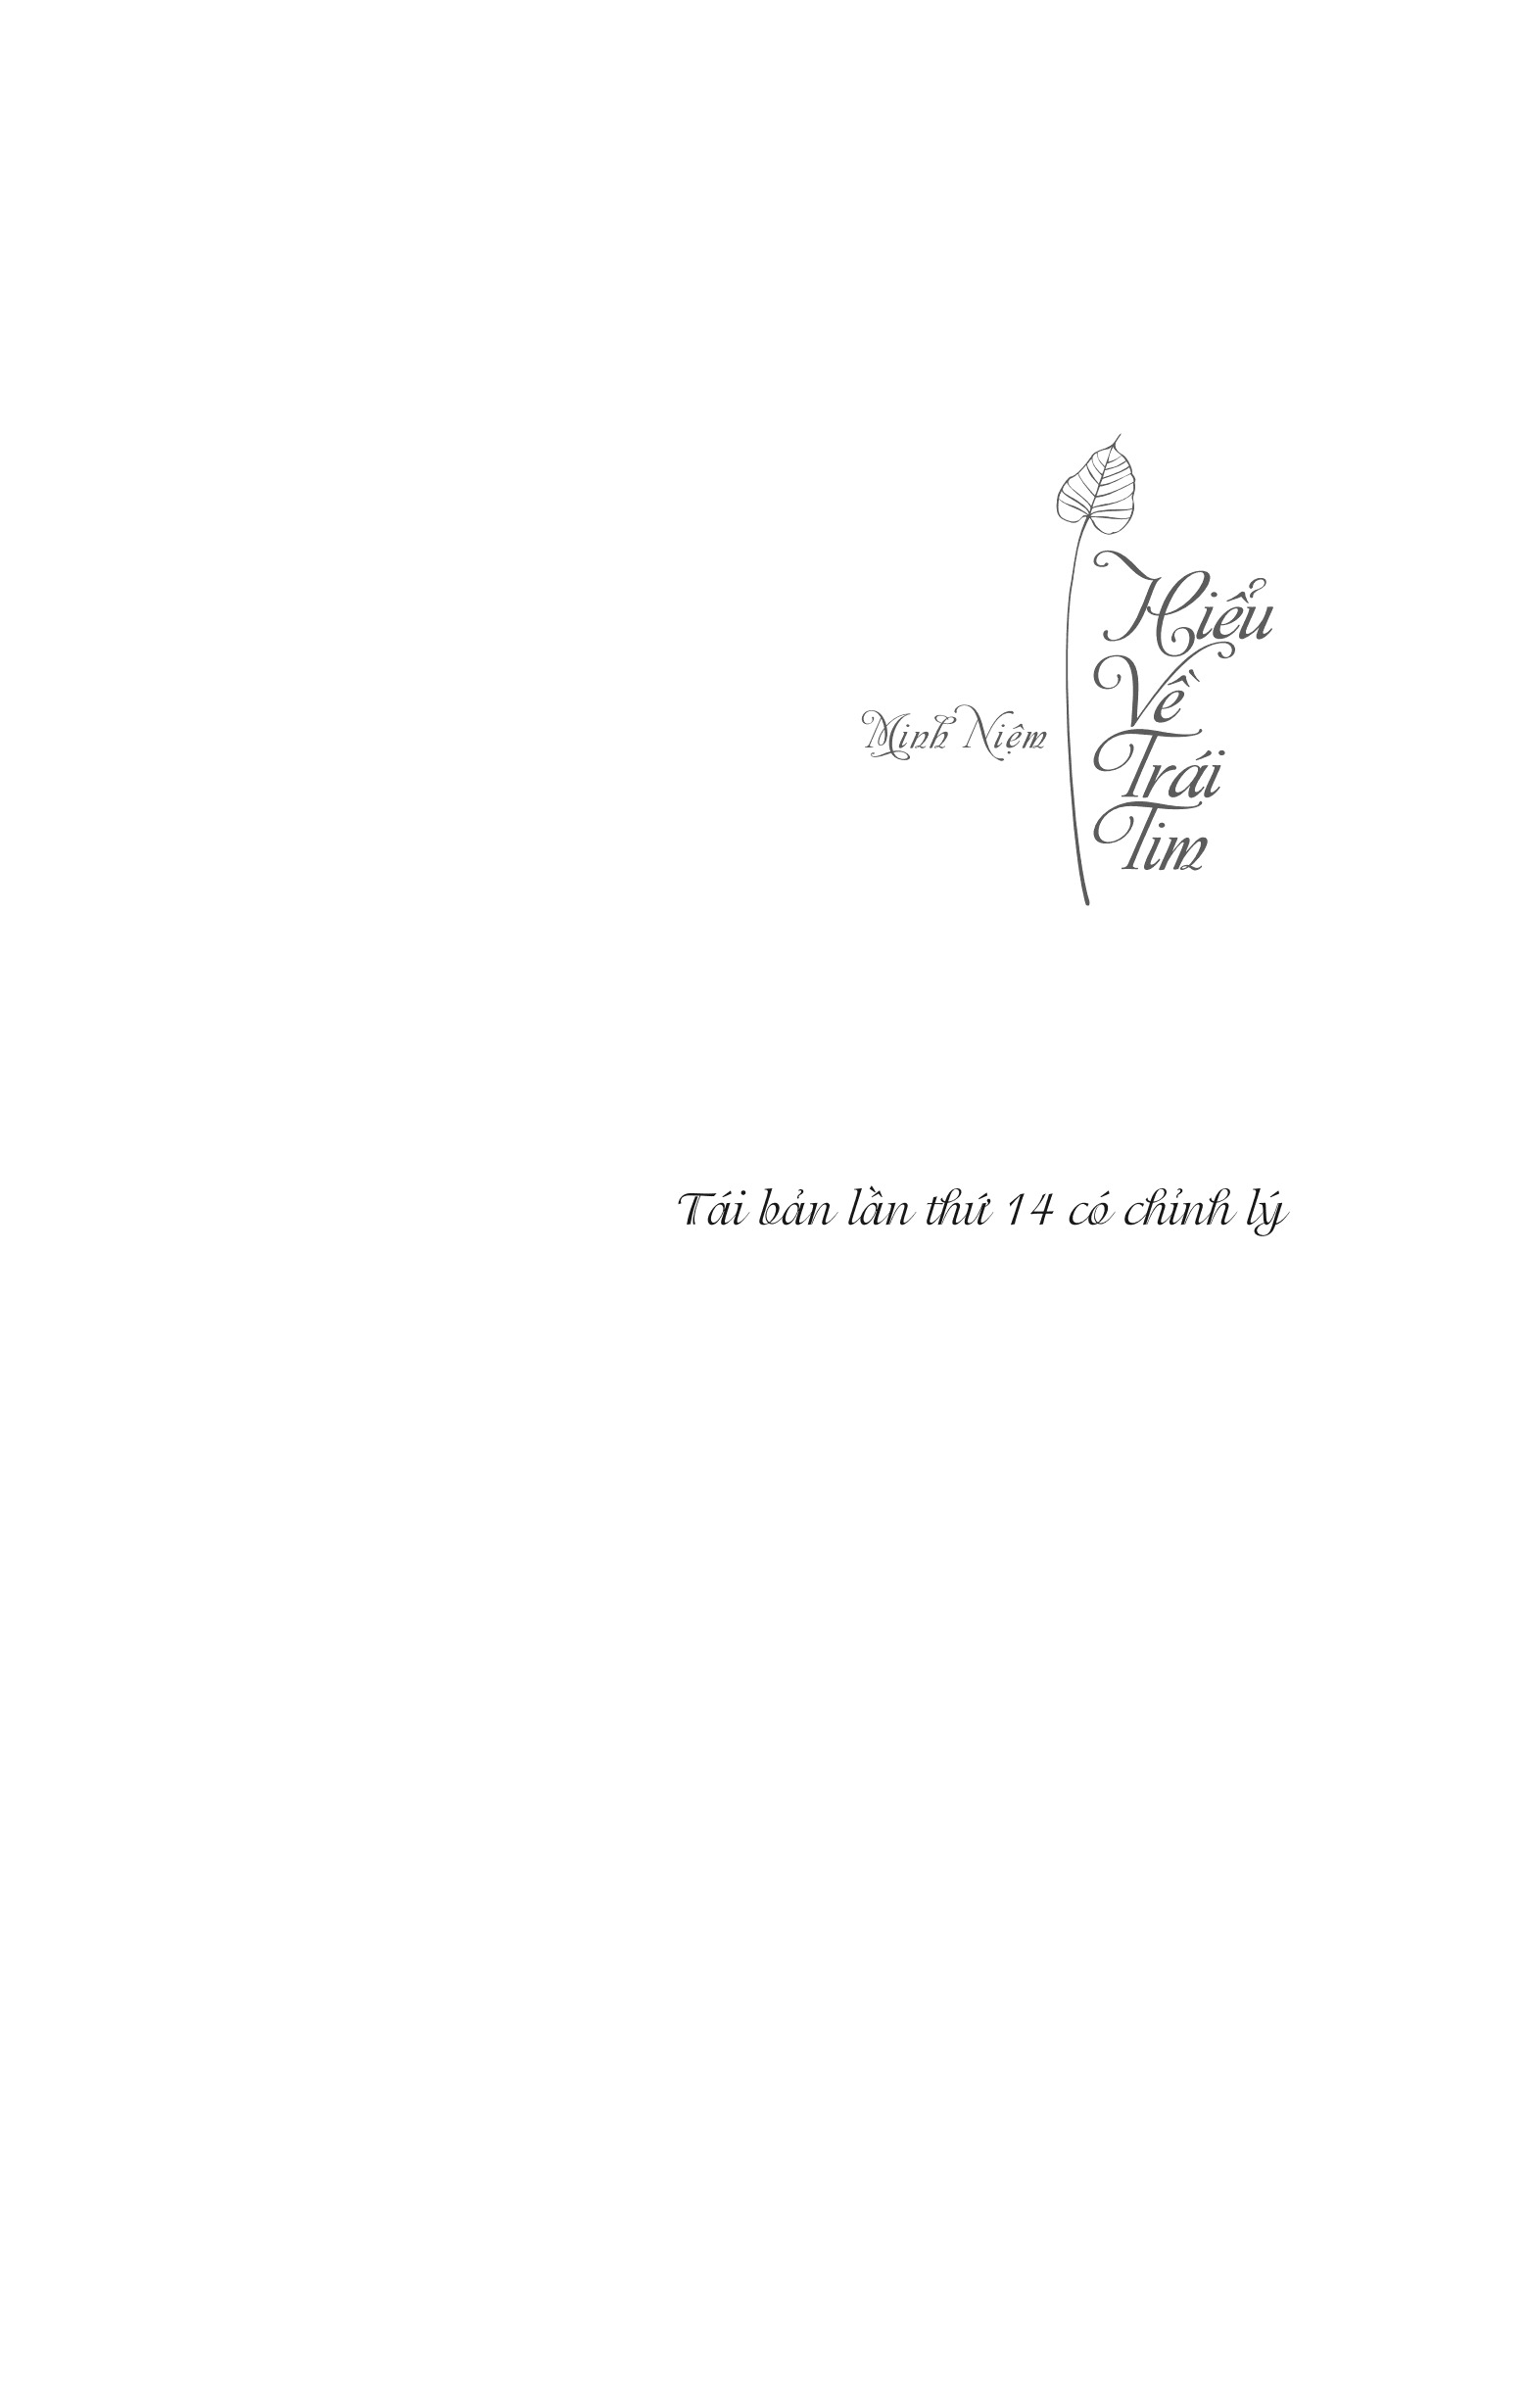 Hiểu
Về
Trái
Tim
Minh Niệm
Tái bản lần thứ 14 có chỉnh lý